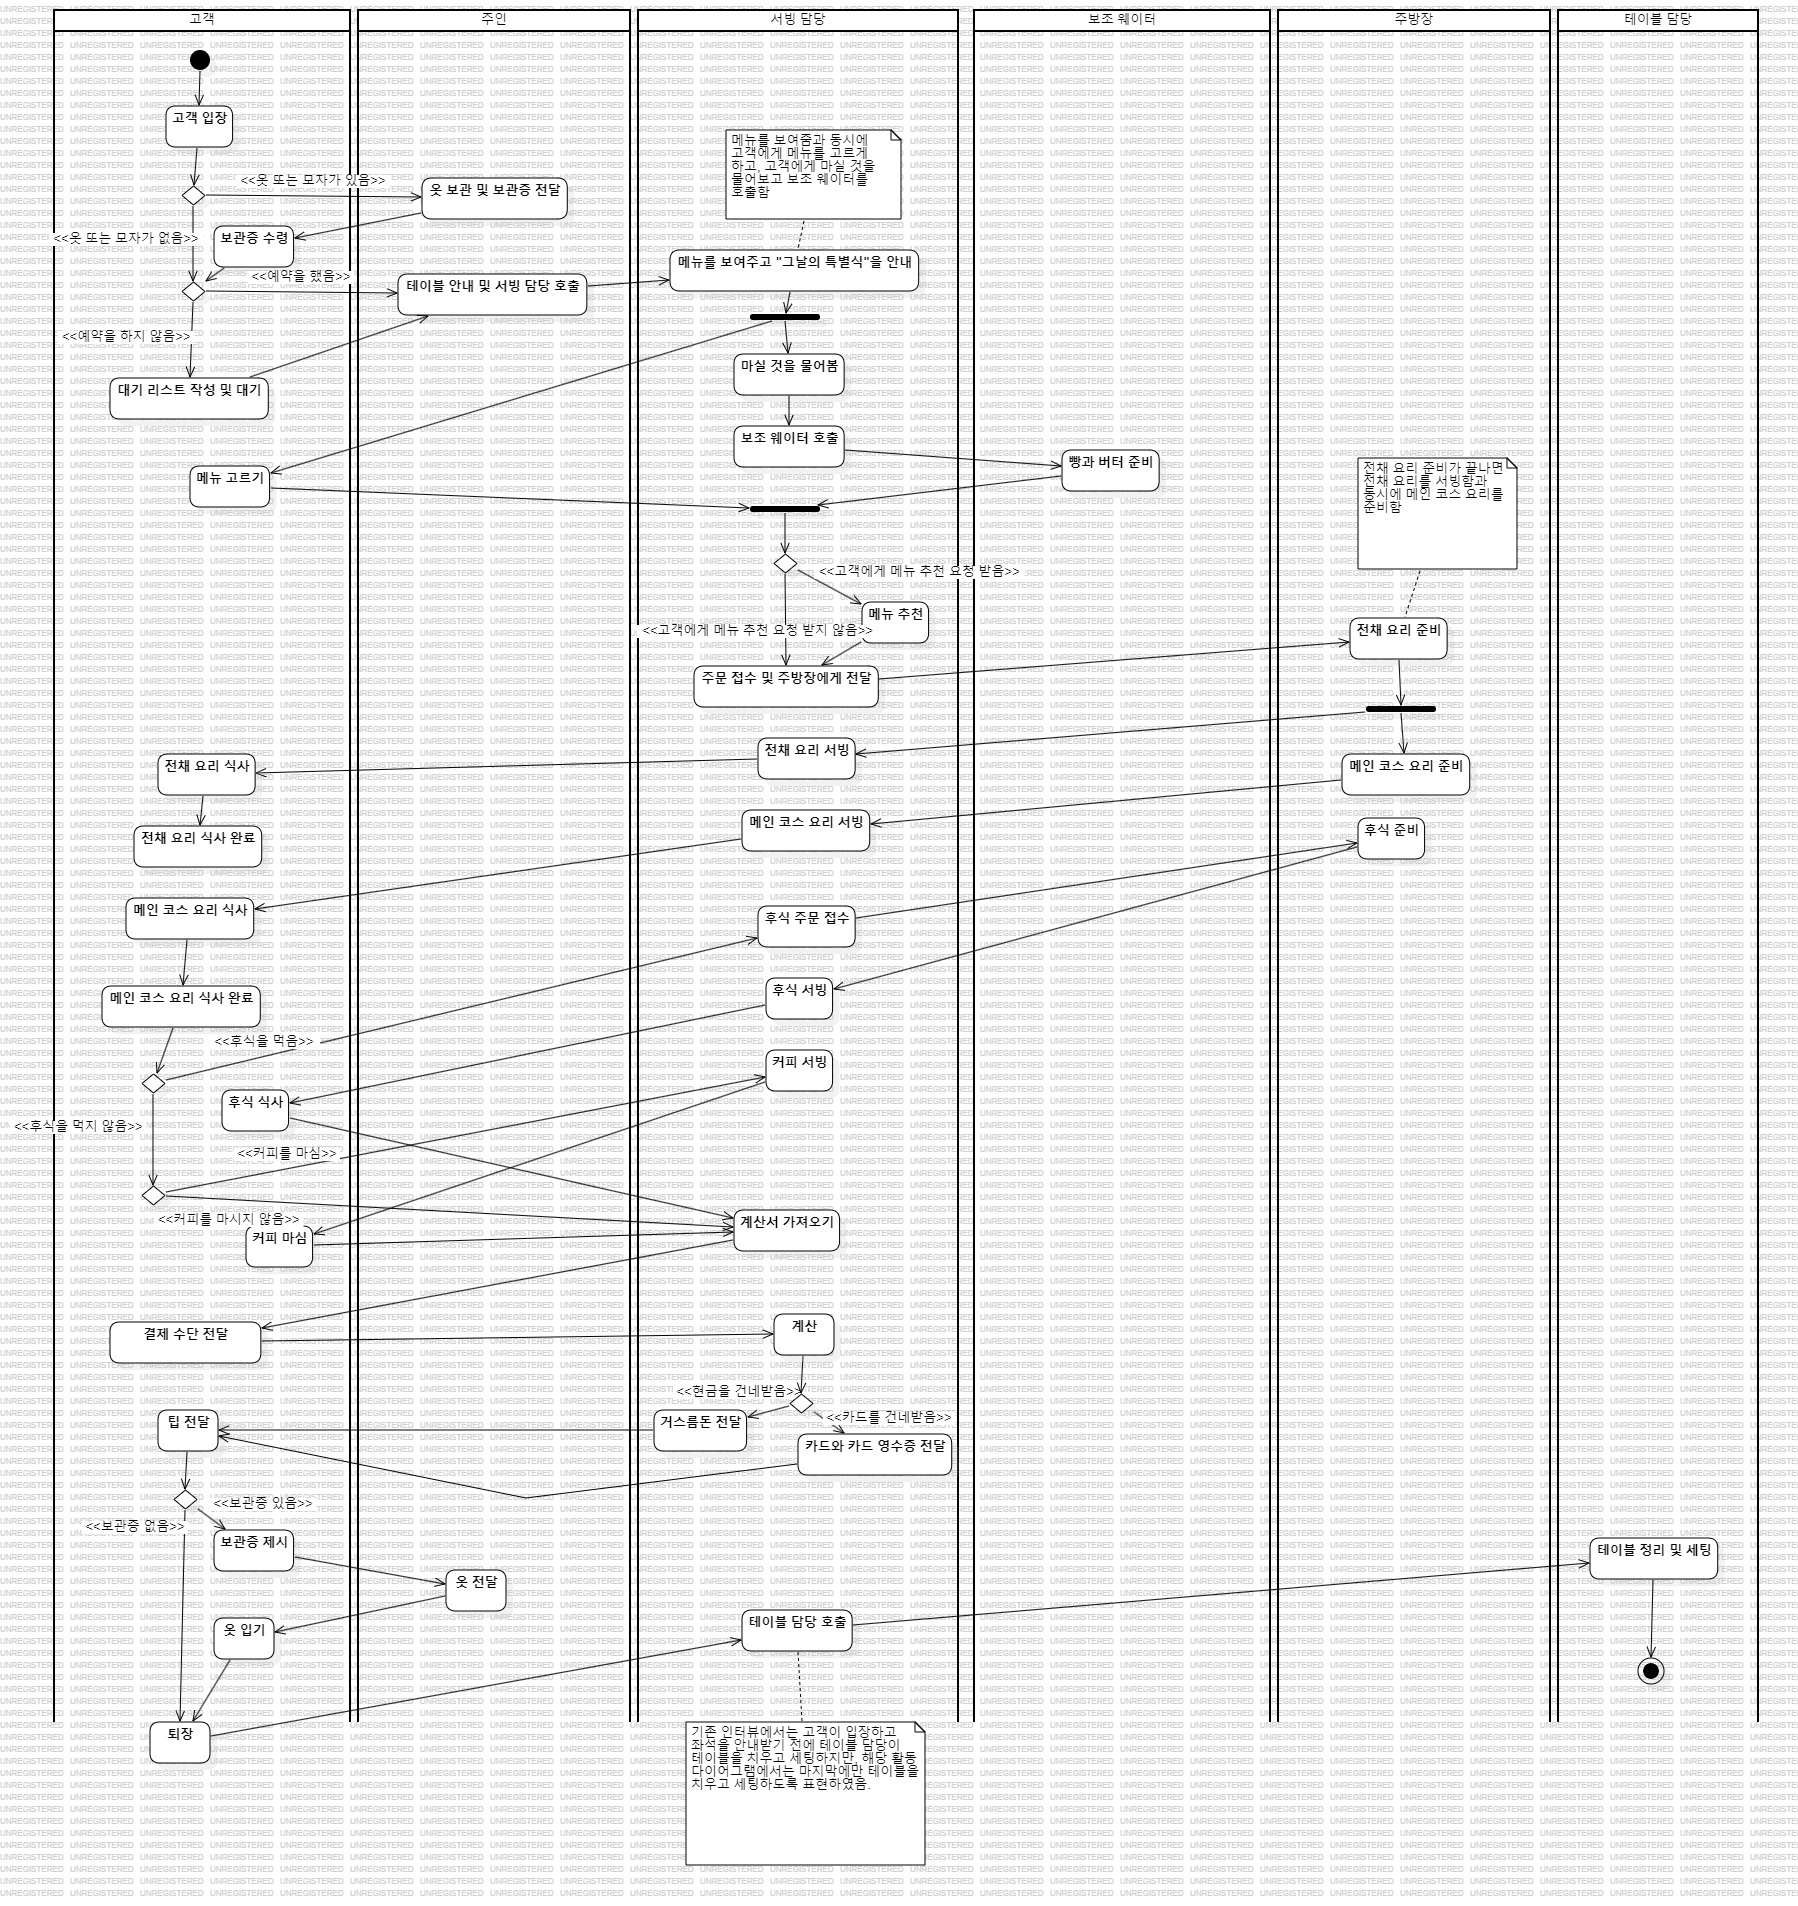 고객
주인
서빙 담당
보조 웨이터
주방장
테이블 담당
고객 입장
메뉴를 보여줌과 동시에
고객에게 메뉴를 고르게
하고, 고객에게 마실 것을
물어보고 보조 웨이터를
호출함
<<옷 또는 모자가 있음>>
옷 보관 및 보관증 전달
<<옷 또는 모자가 없음>>
보관증 수령
메뉴를 보여주고 "그날의 특별식"을 안내
<<예약을 했음>>
테이블 안내 및 서빙 담당 호출
<<예약을 하지 않음>>
마실 것을 물어봄
대기 리스트 작성 및 대기
보조 웨이터 호출
빵과 버터 준비
메뉴 고르기
전채 요리 준비가 끝나면
전채 요리를 서빙함과
동시에 메인 코스 요리를
준비함
<<고객에게 메뉴 추천 요청 받음>>
메뉴 추천
<<고객에게 메뉴 추천 요청 받지 않음>>
전채 요리 준비
주문 접수 및 주방장에게 전달
전채 요리 서빙
전채 요리 식사
메인 코스 요리 준비
메인 코스 요리 서빙
후식 준비
전채 요리 식사 완료
메인 코스 요리 식사
후식 주문 접수
후식 서빙
메인 코스 요리 식사 완료
<<후식을 먹음>>
커피 서빙
후식 식사
<<후식을 먹지 않음>>
<<커피를 마심>>
<<커피를 마시지 않음>>
계산서 가져오기
커피 마심
결제 수단 전달
계산
<<현금을 건네받음>>
<<카드를 건네받음>>
팁 전달
거스름돈 전달
카드와 카드 영수증 전달
<<보관증 있음>>
<<보관증 없음>>
보관증 제시
테이블 정리 및 세팅
옷 전달
옷 입기
테이블 담당 호출
퇴장
기존 인터뷰에서는 고객이 입장하고
좌석을 안내받기 전에 테이블 담당이
테이블을 치우고 세팅하지만, 해당 활동
다이어그램에서는 마지막에만 테이블을
치우고 세팅하도록 표현하였음.
UNREGISTERED